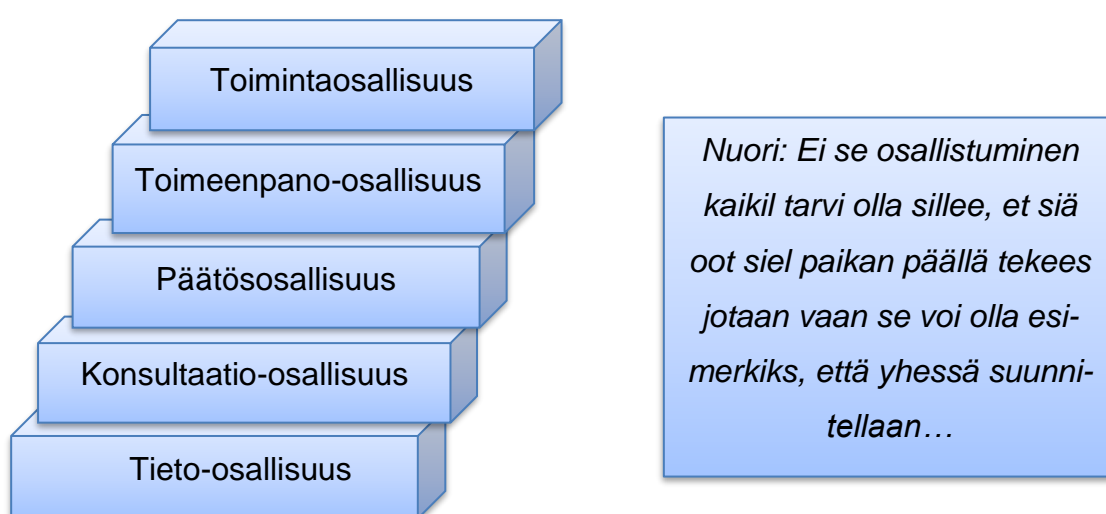 Toimintaosallisuus
Toimeenpano-osallisuus
Päätösosallisuus
Konsultaatio-osallisuus
Tieto-osallisuus
Nuori: Ei se osallistuminen
kaikil tarvi olla sillee, et siä
oot siel paikan päällä tekees
jotaan vaan se voi olla esi-
merkiks, että yhessä suunni-
tellaan…